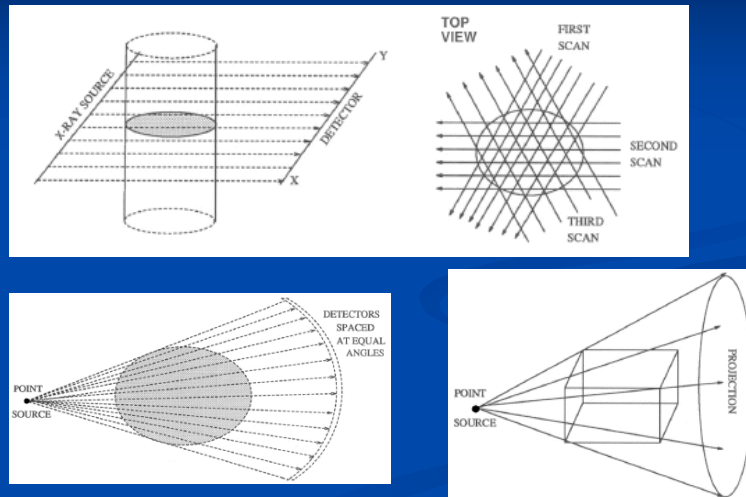 X-RAY SOURCE
Y
DETECTOR
X
TOP
VIEW
FIRST
SCAN
SECOND
SCAN
THIRD
SCAN
POINT
SOURCE
DETECTORS
SPACED
AT EQUAL
ANGLES
POINT
SOURCE
PROJECTION